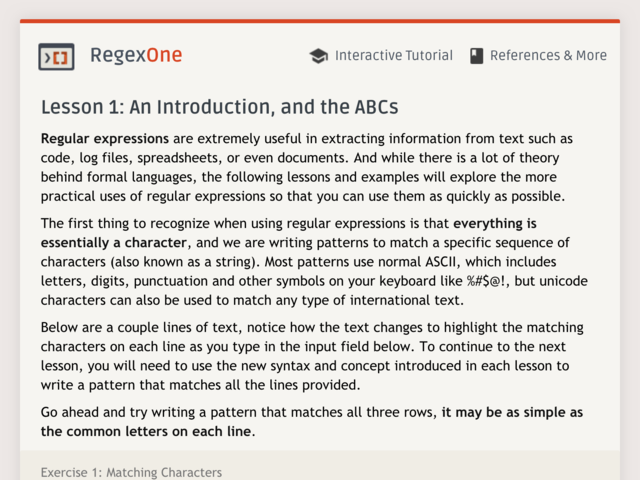 RegexOne
Interactive Tutorial
References & More
Lesson 1: An Introduction, and the ABCs
Regular expressions are extremely useful in extracting information from text such as
code, log files, spreadsheets, or even documents. And while there is a lot of theory
behind formal languages, the following lessons and examples will explore the more
practical uses of regular expressions so that you can use them as quickly as possible.
The first thing to recognize when using regular expressions is that everything is
essentially a character, and we are writing patterns to match a specific sequence of
characters (also known as a string). Most patterns use normal ASCII, which includes
letters, digits, punctuation and other symbols on your keyboard like %#$@!, but unicode
characters can also be used to match any type of international text.
Below are a couple lines of text, notice how the text changes to highlight the matching
characters on each line as you type in the input field below. To continue to the next
lesson, you will need to use the new syntax and concept introduced in each lesson to
write a pattern that matches all the lines provided.
Go ahead and try writing a pattern that matches all three rows, it may be as simple as
the common letters on each line.
Exercise 1: Matching Characters